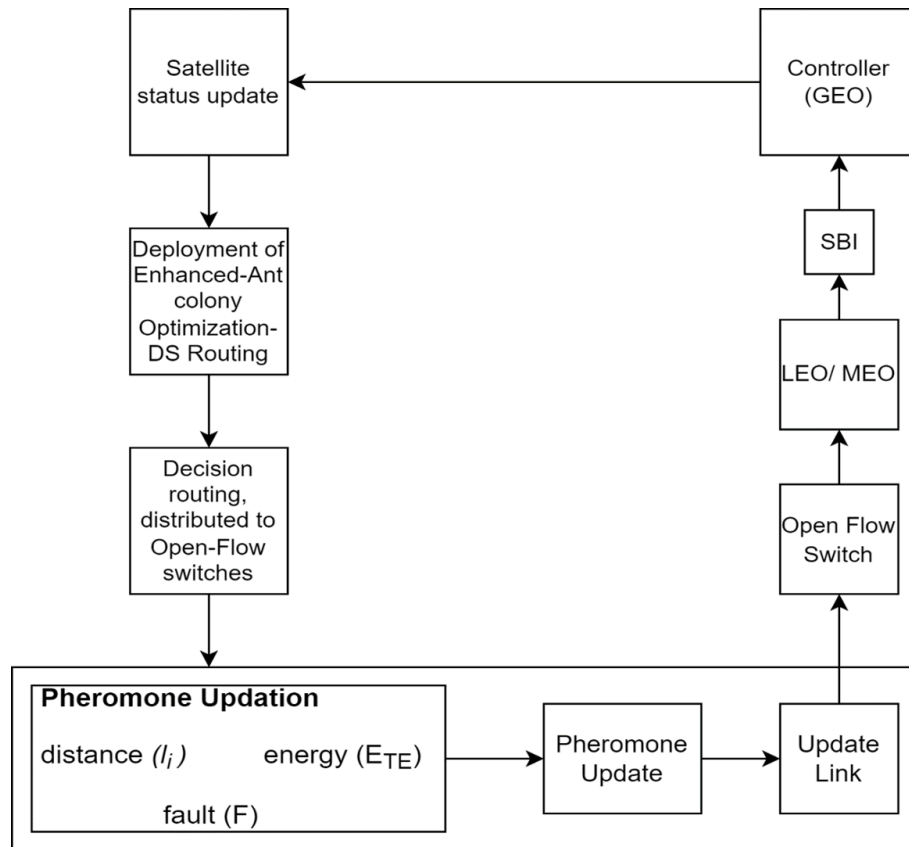 Satellite
status update
Controller
(GEO)
SBI
Deployment of
Enhanced-Ant
colony
Optimization-
DS Routing
LEO/ MEO
Decision
routing,
distributed to
Open-Flow
switches
Open Flow
Switch
Pheromone Updation
distance (lᵢ) energy (E_TE)
fault (F)
Pheromone
Update
Update
Link